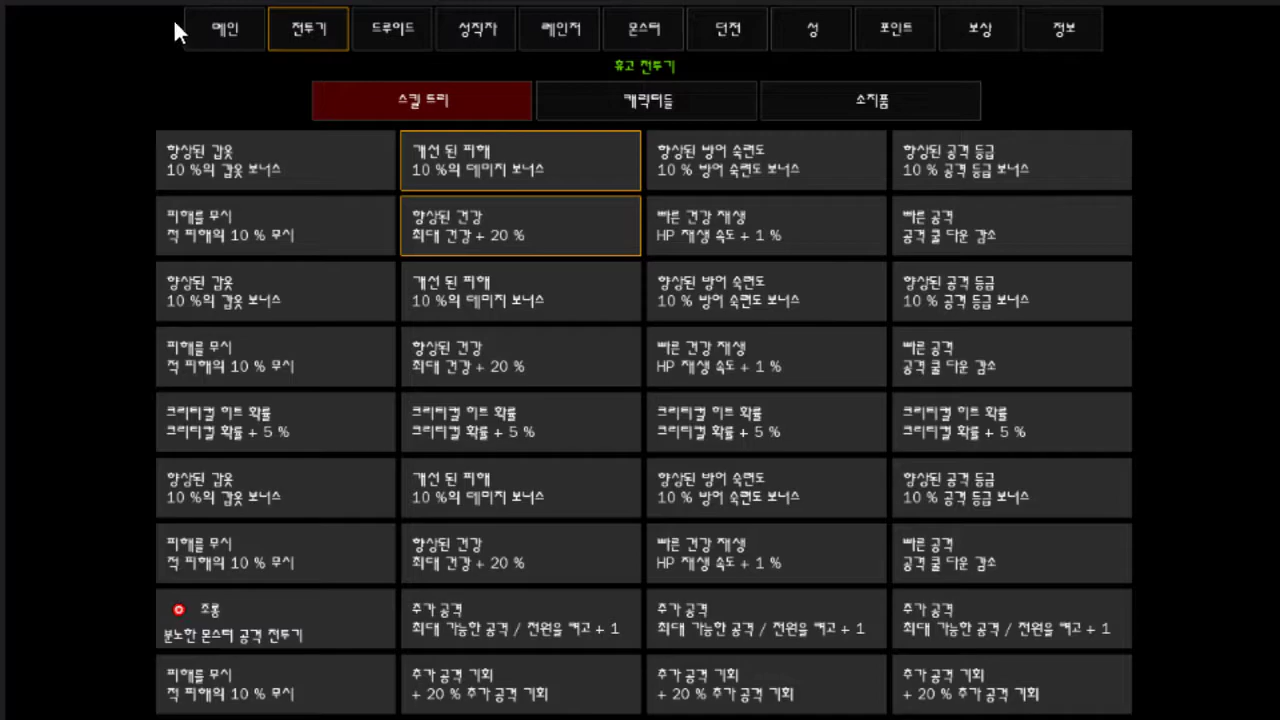 메인 전투기 드루이드 성직자 레인저 몬스터 던전 성 포인트 보상 정보
휴고 전투기
스킬 트리 캐릭터들 소지품
향상된 갑옷 개선 된 피해 향상된 방어 숙련도 향상된 공격 등급
10 %의 갑옷 보너스 10 %의 데미지 보너스 10 % 방어 숙련도 보너스 10 % 공격 등급 보너스
피해를 무시 향상된 건강 빠른 건강 재생 빠른 공격
적 피해의 10 % 무시 최대 건강 + 20 % HP 재생 속도 + 1 % 공격 쿨 다운 감소
향상된 갑옷 개선 된 피해 향상된 방어 숙련도 향상된 공격 등급
10 %의 갑옷 보너스 10 %의 데미지 보너스 10 % 방어 숙련도 보너스 10 % 공격 등급 보너스
피해를 무시 향상된 건강 빠른 건강 재생 빠른 공격
적 피해의 10 % 무시 최대 건강 + 20 % HP 재생 속도 + 1 % 공격 쿨 다운 감소
크리티컬 히트 확률 크리티컬 히트 확률 크리티컬 히트 확률 크리티컬 히트 확률
크리티컬 확률 + 5 % 크리티컬 확률 + 5 % 크리티컬 확률 + 5 % 크리티컬 확률 + 5 %
향상된 갑옷 개선 된 피해 향상된 방어 숙련도 향상된 공격 등급
10 %의 갑옷 보너스 10 %의 데미지 보너스 10 % 방어 숙련도 보너스 10 % 공격 등급 보너스
피해를 무시 향상된 건강 빠른 건강 재생 빠른 공격
적 피해의 10 % 무시 최대 건강 + 20 % HP 재생 속도 + 1 % 공격 쿨 다운 감소
조롱 추가 공격 추가 공격 추가 공격
분노한 몬스터 공격 전투기 최대 가능한 공격 / 전원을 켜고 + 1 최대 가능한 공격 / 전원을 켜고 + 1 최대 가능한 공격 / 전원을 켜고 + 1
피해를 무시 추가 공격 기회 추가 공격 기회 추가 공격 기회
적 피해의 10 % 무시 + 20 % 추가 공격 기회 + 20 % 추가 공격 기회 + 20 % 추가 공격 기회